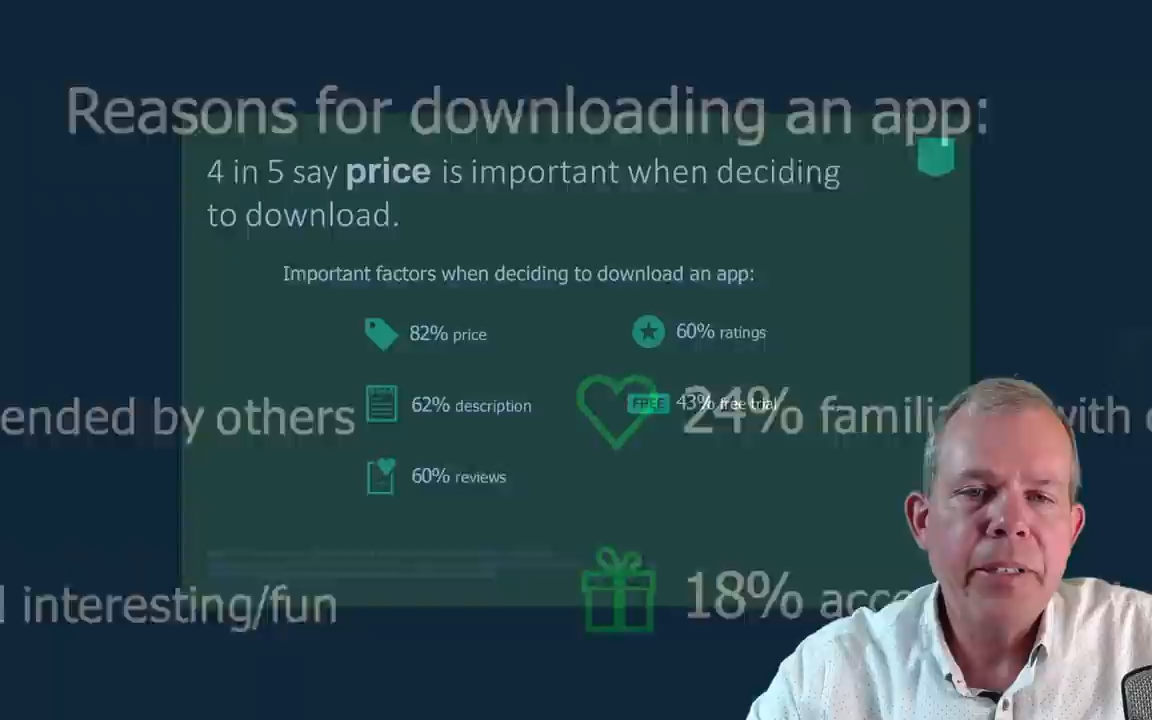 Reasons for downloading an app:
4 in 5 say price is important when deciding
to download.
Important factors when deciding to download an app:
82% price
60% ratings
62% description
FREE 43% free trial
60% reviews
ended by others
24% with
interesting/fun
18%